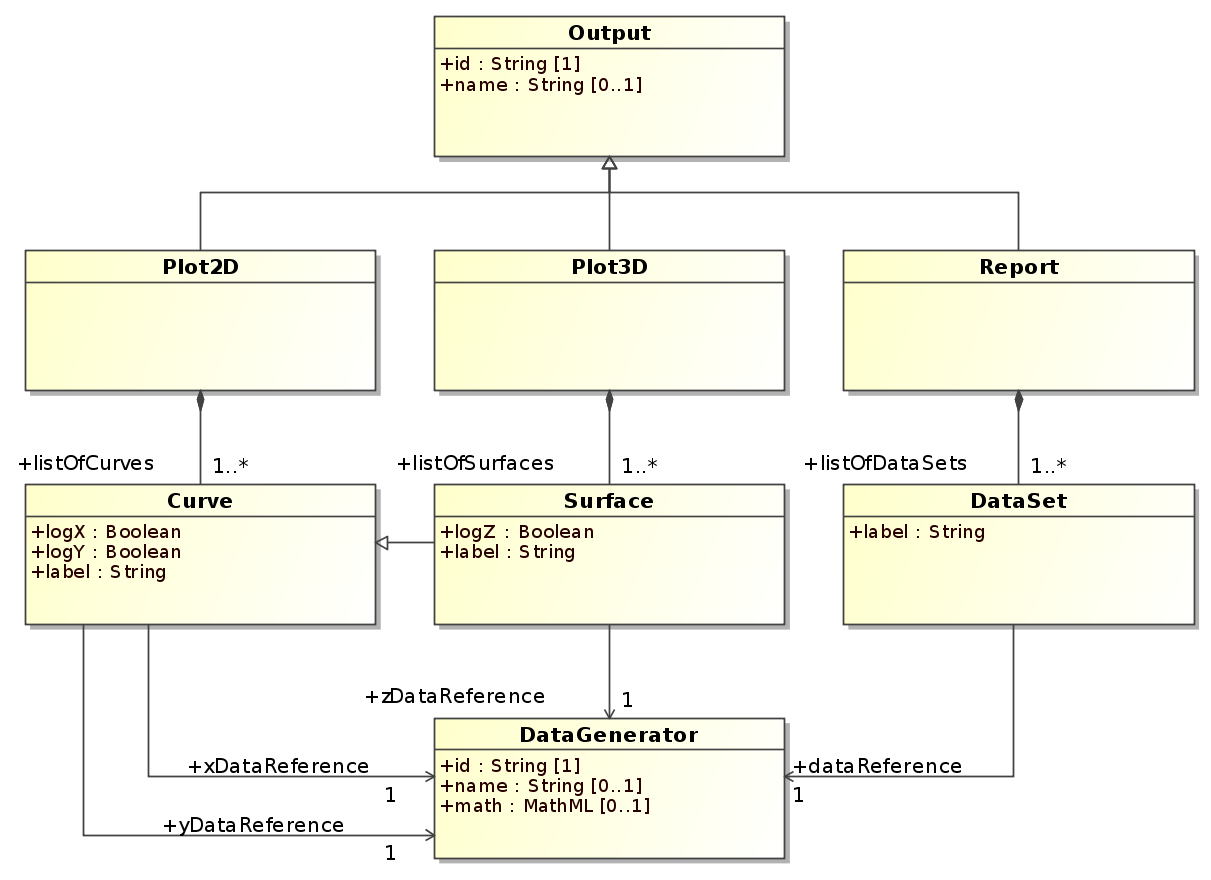 Output
+id : String [1]
+name : String [0..1]
Plot2D
Plot3D
Report
+listOfCurves
1..*
+listOfSurfaces
1..*
+listOfDataSets
1..*
Curve
+logX : Boolean
+logY : Boolean
+label : String
Surface
+logZ : Boolean
+label : String
DataSet
+label : String
+zDataReference
1
+xDataReference
1
+yDataReference
1
DataGenerator
+id : String [1]
+name : String [0..1]
+math : MathML [0..1]
+dataReference
1